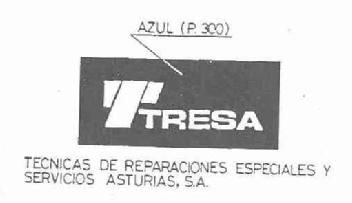 AZUL (P. 300)
TRESA
TECNICAS DE REPARACIONES ESPECIALES Y
SERVICIOS ASTURIAS, S.A.